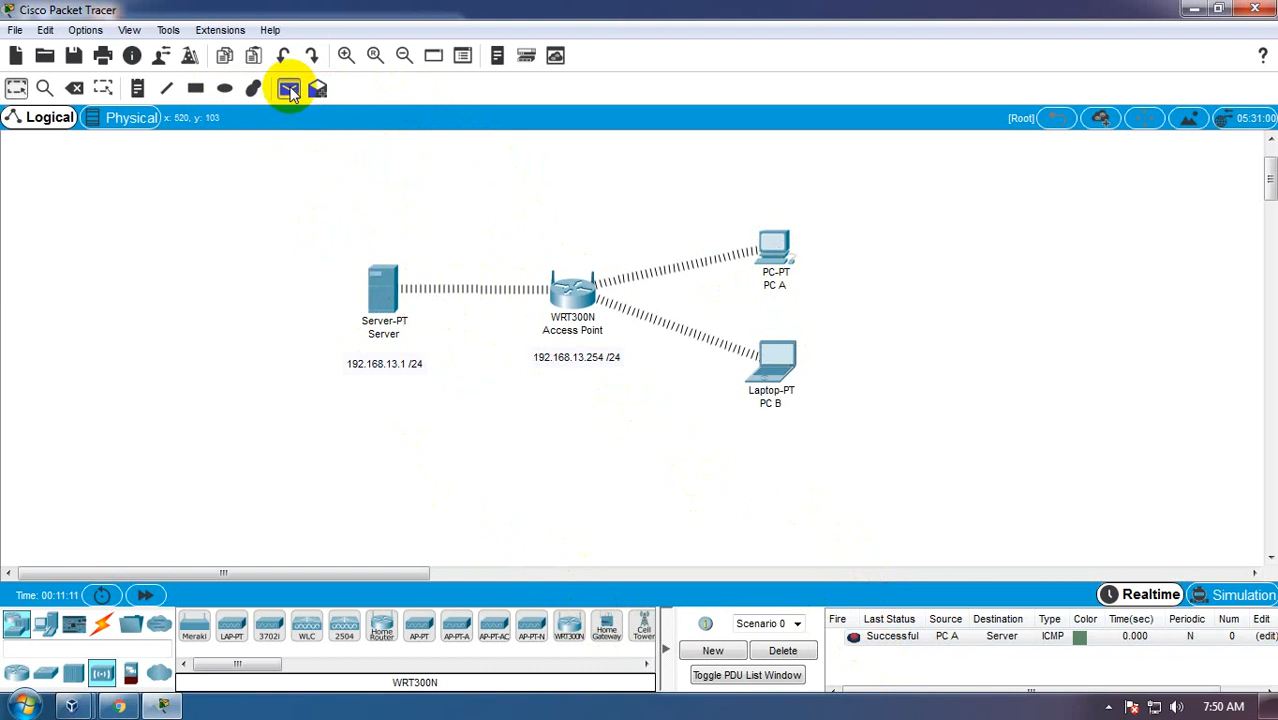 Cisco Packet Tracer
File Edit Options View Tools Extensions Help
Logical Physical x: 520, y: 103 [Root] 05:31:00
PC-PT
PC A
Server-PT
Server
192.168.13.1 /24
WRT300N
Access Point
192.168.13.254 /24
Laptop-PT
PC B
Time: 00:11:11 Realtime Simulation
Meraki LAP-PT 3702i WLC 2504 Home Router AP-PT AP-PT-A AP-PT-AC AP-PT-N WRT300N Home Gateway Cell Tower
WRT300N
Scenario 0
New Delete
Toggle PDU List Window
Fire Last Status Source Destination Type Color Time(sec) Periodic Num Edit
Successful PC A Server ICMP 0.000 N 0 (edit)
7:50 AM